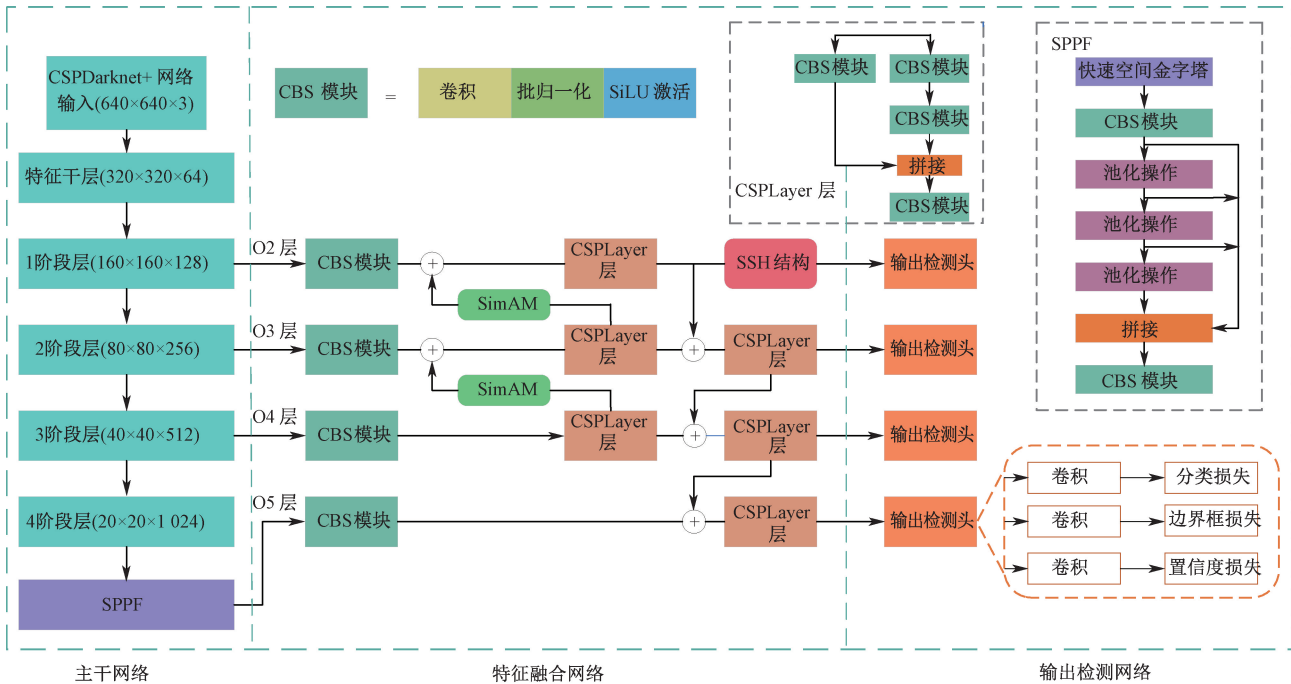 CSPDarknet+ 网络
输入(640×640×3)
特征干层(320×320×64)
1阶段层(160×160×128)
2阶段层(80×80×256)
3阶段层(40×40×512)
4阶段层(20×20×1 024)
SPPF
主干网络
CBS 模块
=
卷积
批归一化
SiLU 激活
CBS模块
CBS模块
CBS模块
拼接
CSPLayer 层
CBS模块
O2 层
CBS模块
+
CSPLayer
层
SSH 结构
输出检测头
SimAM
O3 层
CBS模块
+
CSPLayer
层
+
CSPLayer
层
输出检测头
SimAM
O4 层
CBS模块
CSPLayer
层
+
CSPLayer
层
输出检测头
O5 层
CBS模块
+
CSPLayer
层
输出检测头
特征融合网络
SPPF
快速空间金字塔
CBS模块
池化操作
池化操作
池化操作
拼接
CBS 模块
卷积
分类损失
卷积
边界框损失
卷积
置信度损失
输出检测网络